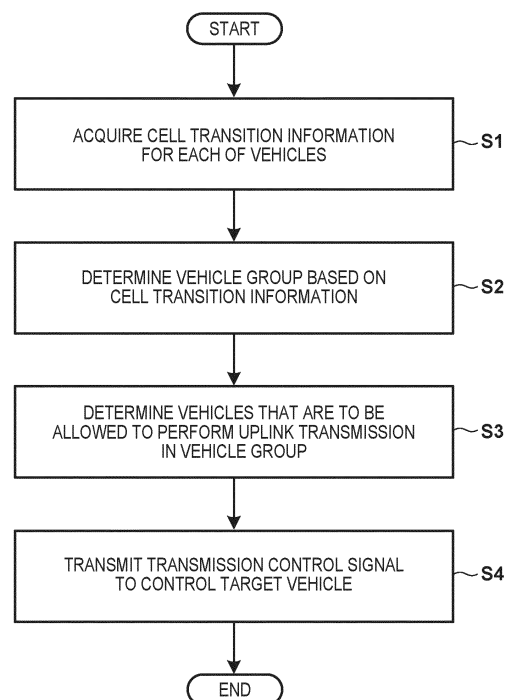 START
ACQUIRE CELL TRANSITION INFORMATION
FOR EACH OF VEHICLES
S1
DETERMINE VEHICLE GROUP BASED ON
CELL TRANSITION INFORMATION
S2
DETERMINE VEHICLES THAT ARE TO BE
ALLOWED TO PERFORM UPLINK TRANSMISSION
IN VEHICLE GROUP
S3
TRANSMIT TRANSMISSION CONTROL SIGNAL
TO CONTROL TARGET VEHICLE
S4
END